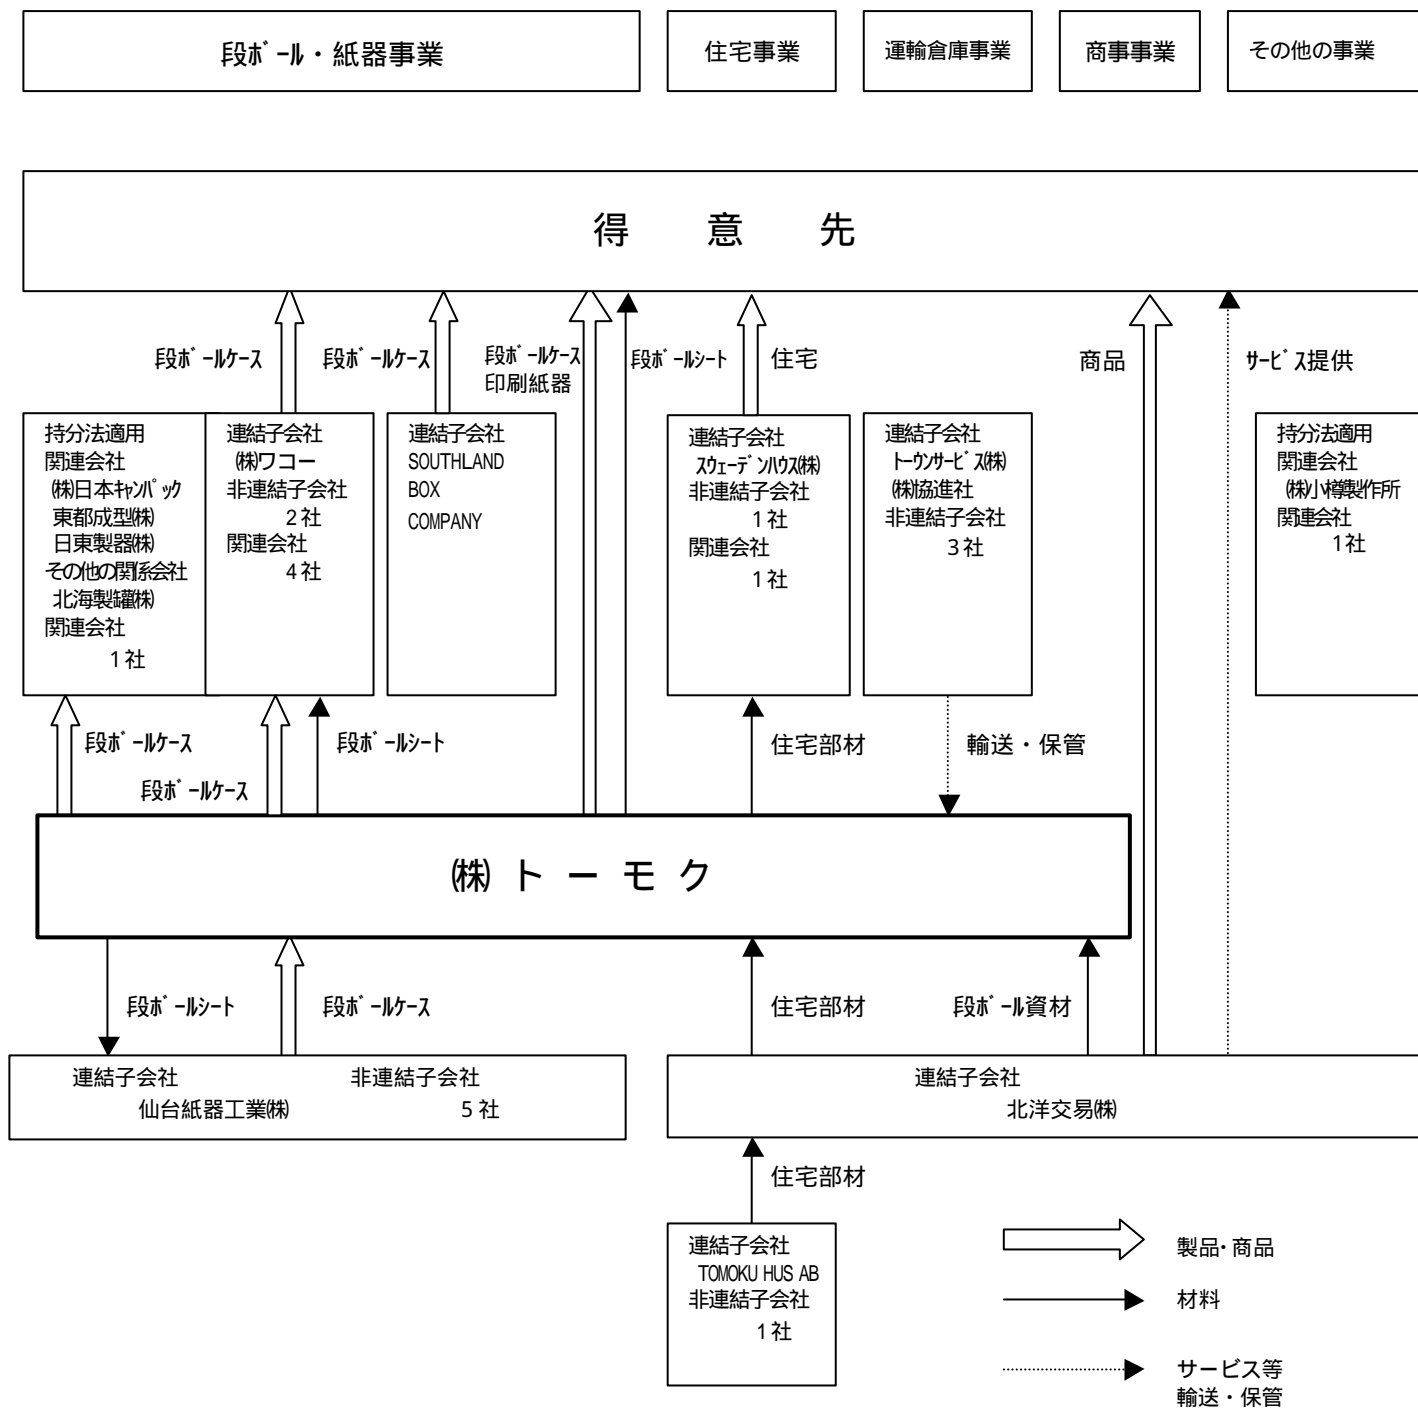 段ﾎﾞｰﾙ・紙器事業
住宅事業
運輸倉庫事業
商事事業
その他の事業
得 意 先
段ﾎﾞｰﾙｹｰｽ
段ﾎﾞｰﾙｹｰｽ
段ﾎﾞｰﾙｹｰｽ
印刷紙器
段ﾎﾞｰﾙｼｰﾄ
住宅
商品
ｻｰﾋﾞｽ提供
持分法適用
関連会社
㈱日本ｷｬﾝﾊﾟｯｸ
東都成型㈱
日東製器㈱
その他の関係会社
北海製罐㈱
関連会社
1社
連結子会社
㈱ワコー
非連結子会社
2社
関連会社
4社
連結子会社
SOUTHLAND
BOX
COMPANY
連結子会社
ｽｳｪｰﾃﾞﾝﾊｳｽ㈱
非連結子会社
1社
関連会社
1社
連結子会社
ﾄｰｳﾝｻｰﾋﾞｽ㈱
㈱協進社
非連結子会社
3社
持分法適用
関連会社
㈱小樽製作所
関連会社
1社
段ﾎﾞｰﾙｹｰｽ
段ﾎﾞｰﾙｹｰｽ
段ﾎﾞｰﾙｼｰﾄ
住宅部材
輸送・保管
㈱ ト ー モ ク
段ﾎﾞｰﾙｼｰﾄ
段ﾎﾞｰﾙｹｰｽ
住宅部材
段ﾎﾞｰﾙ資材
連結子会社
仙台紙器工業㈱
非連結子会社
5社
連結子会社
北洋交易㈱
住宅部材
連結子会社
TOMOKU HUS AB
非連結子会社
1社
製品・商品
材料
サービス等
輸送・保管